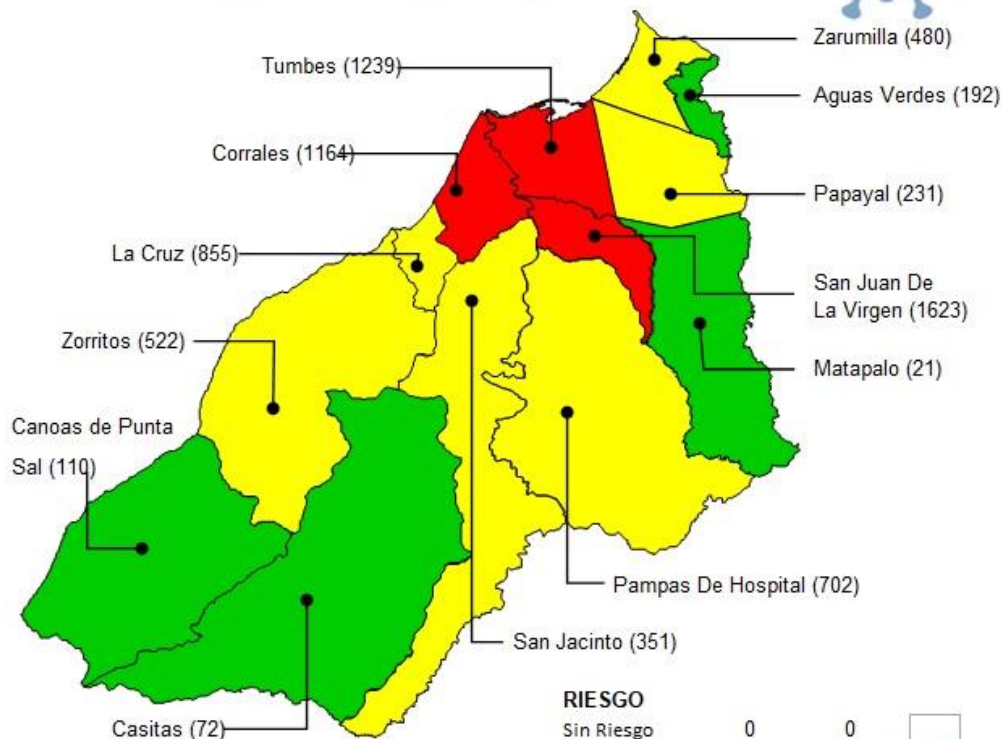 Zarumilla (480)
Tumbes (1239)
Aguas Verdes (192)
Corrales (1164)
Papayal (231)
La Cruz (855)
San Juan De
La Virgen (1623)
Zorritos (522)
Matapalo (21)
Canoas de Punta
Sal (110)
Pampas De Hospital (702)
San Jacinto (351)
Casitas (72)
RIESGO
Sin Riesgo 0 0